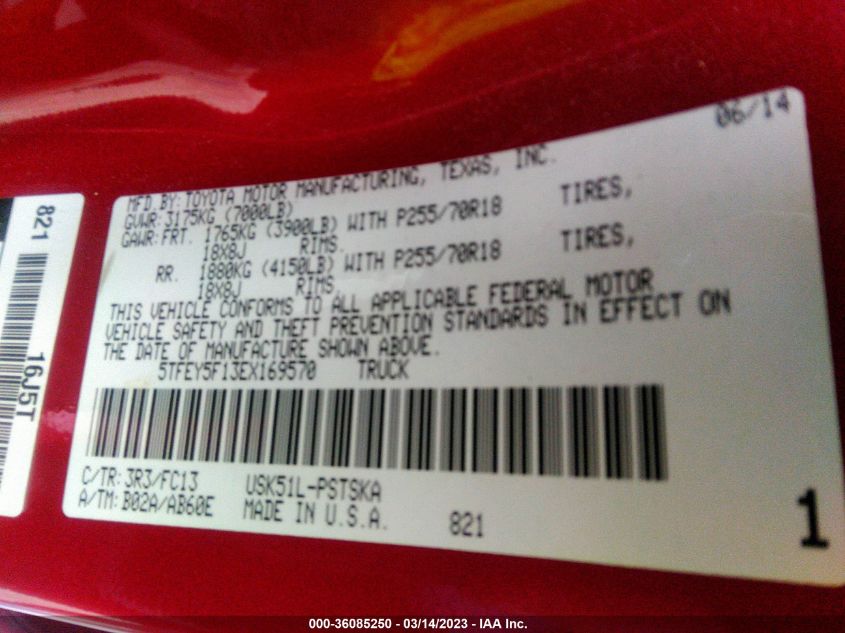 06/14
MFD.BY:TOYOTA MOTOR MANUFACTURING, TEXAS, INC.
GVWR:3175KG (7000LB)
GAWR:FRT. 1765KG (3900LB) WITH P255/70R18 TIRES,
18X8J RIMS.
RR. 1880KG (4150LB) WITH P255/70R18 TIRES,
18X8J RIMS.
THIS VEHICLE CONFORMS TO ALL APPLICABLE FEDERAL MOTOR
VEHICLE SAFETY AND THEFT PREVENTION STANDARDS IN EFFECT ON
THE DATE OF MANUFACTURE SHOWN ABOVE.
5TFEY5F13EX169570 TRUCK
C/TR:3R3/FC13 USK51L-PSTSKA
A/TM:B02A/AB60E MADE IN U.S.A. 821
1
821
16J5T
000-36085250 - 03/14/2023 - IAA Inc.